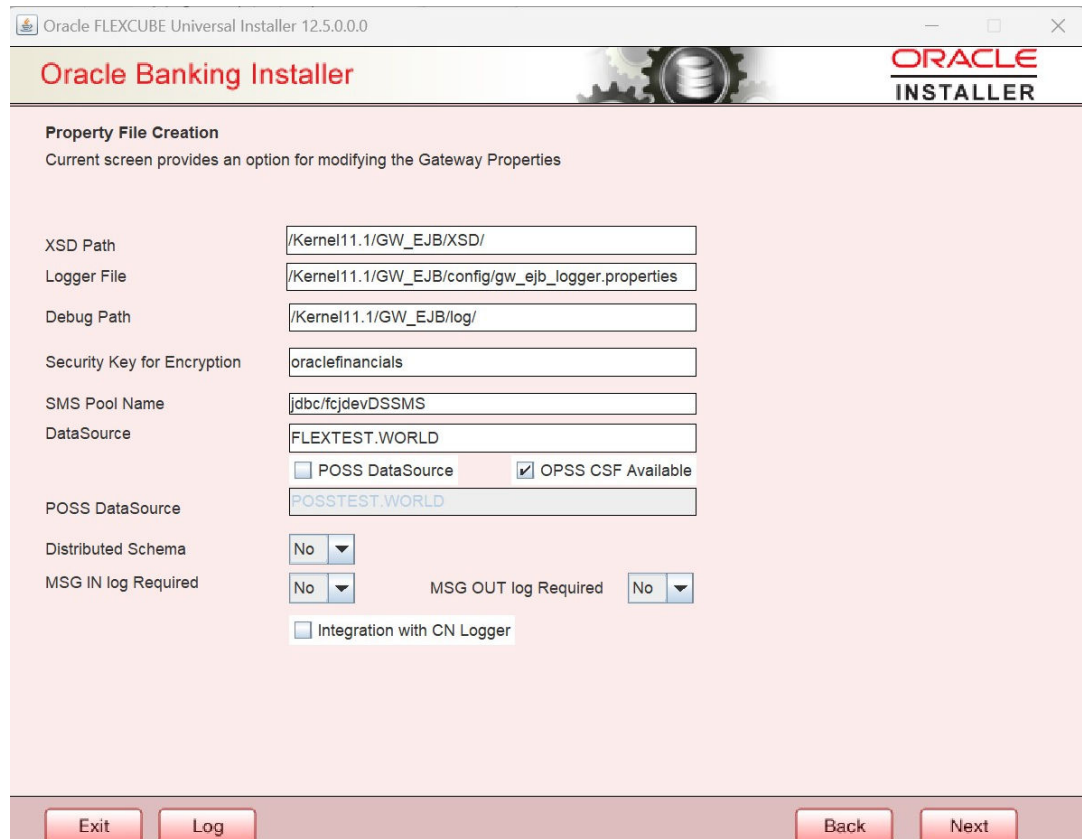 Oracle FLEXCUBE Universal Installer 12.5.0.0.0
Oracle Banking Installer
ORACLE
INSTALLER
Property File Creation
Current screen provides an option for modifying the Gateway Properties
XSD Path /Kernel11.1/GW_EJB/XSD/
Logger File /Kernel11.1/GW_EJB/config/gw_ejb_logger.properties
Debug Path /Kernel11.1/GW_EJB/log/
Security Key for Encryption oraclefinancials
SMS Pool Name jdbc/fcjdevDSSMS
DataSource FLEXTEST.WORLD
POSS DataSource OPSS CSF Available
POSS DataSource POSSTEST.WORLD
Distributed Schema No
MSG IN log Required No MSG OUT log Required No
Integration with CN Logger
Exit Log Back Next